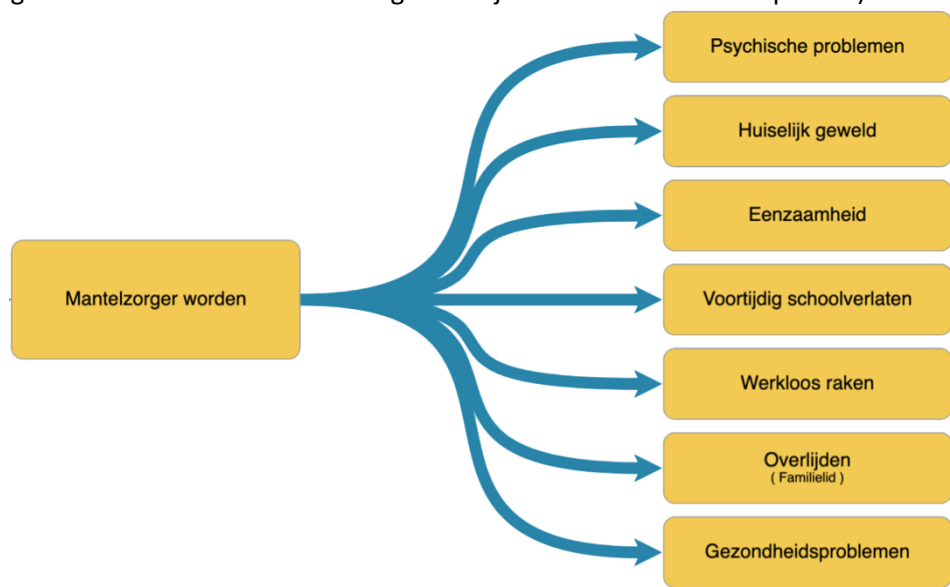 Psychische problemen
Huiselijk geweld
Eenzaamheid
Mantelzorger worden
Voortijdig schoolverlaten
Werkloos raken
Overlijden
( Familielid )
Gezondheidsproblemen